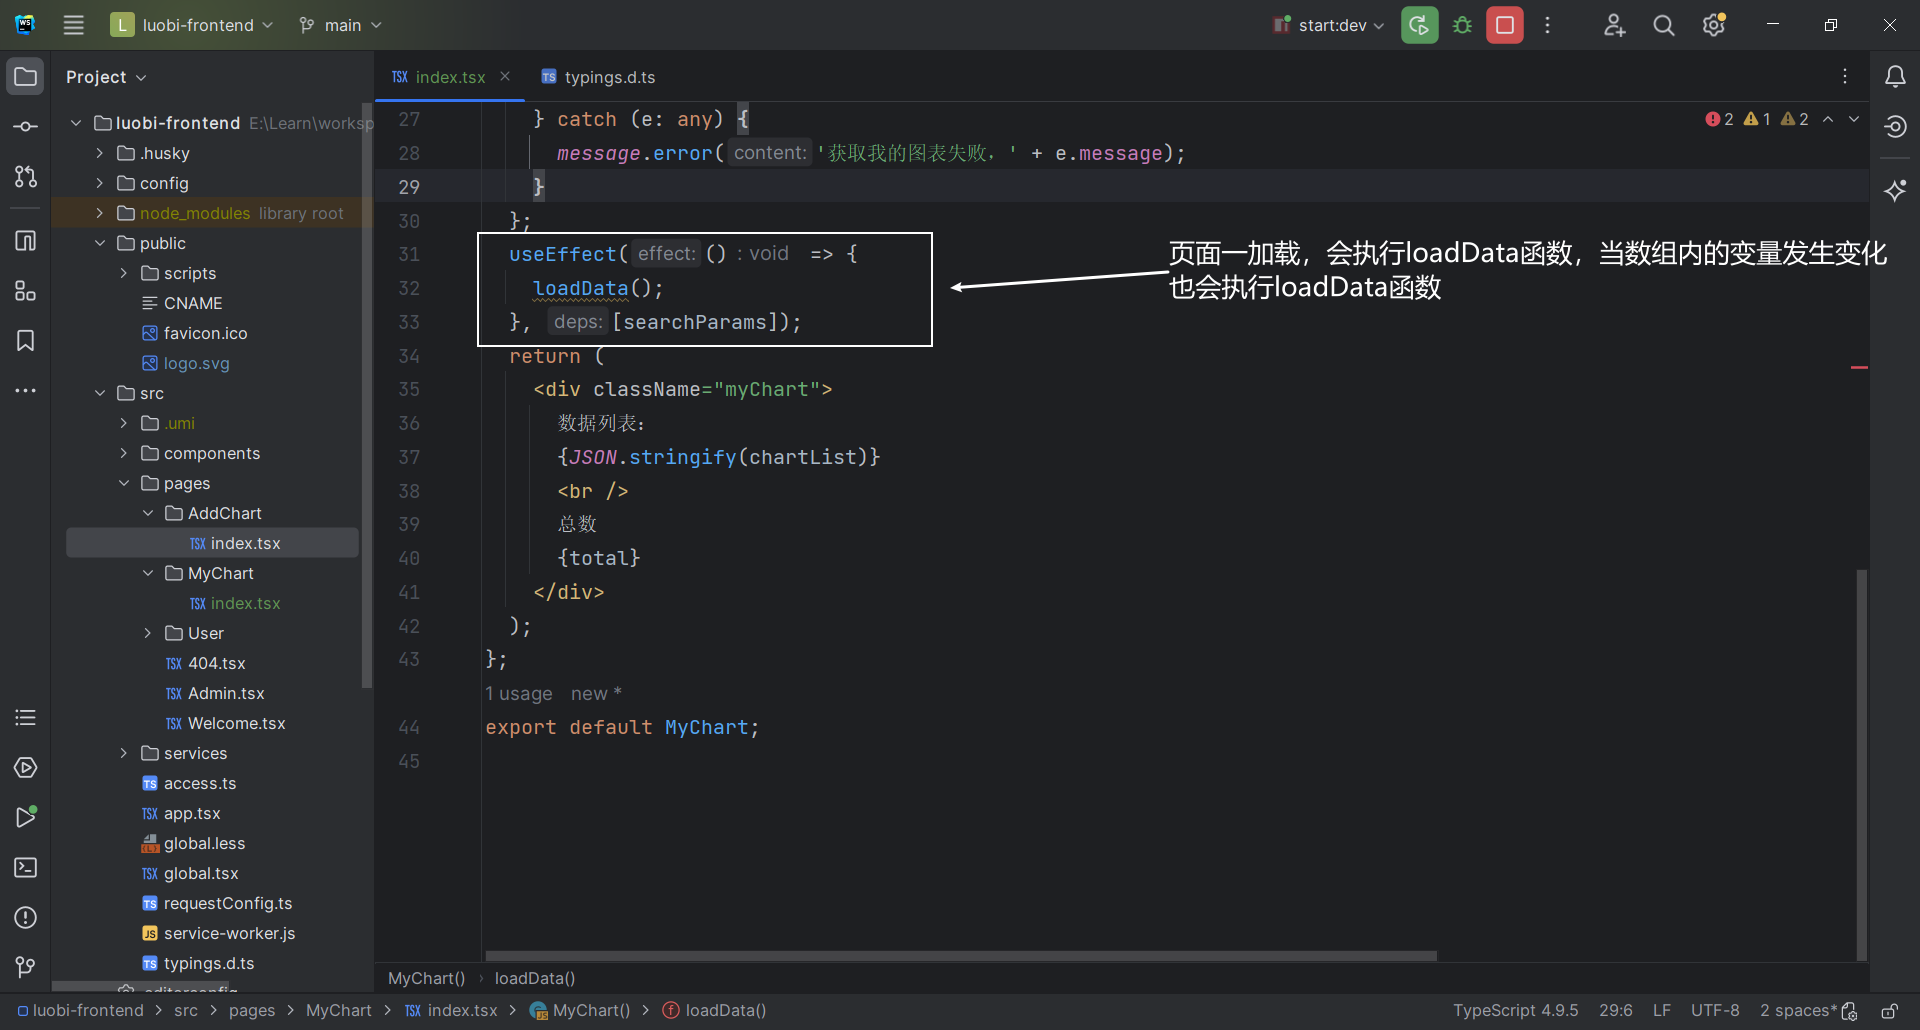 L luobi-frontend main start:dev
Project
index.tsx
typings.d.ts
luobi-frontend E:\Learn\worksp
.husky
config
node_modules library root
public
scripts
CNAME
favicon.ico
logo.svg
src
.umi
components
pages
AddChart
index.tsx
MyChart
index.tsx
User
404.tsx
Admin.tsx
Welcome.tsx
services
access.ts
app.tsx
global.less
global.tsx
requestConfig.ts
service-worker.js
typings.d.ts
.editorconfig
27 } catch (e: any) {
28 message.error( content: '获取我的图表失败，' + e.message);
29 }
30 };
31 useEffect( effect: () : void => {
32 loadData();
33 }, deps: [searchParams]);
34 return (
35 <div className="myChart">
36 数据列表：
37 {JSON.stringify(chartList)}
38 <br />
39 总数
40 {total}
41 </div>
42 );
43 };
1 usage new *
44 export default MyChart;
45
2 1 2
页面一加载，会执行loadData函数，当数组内的变量发生变化
也会执行loadData函数
MyChart() › loadData()
luobi-frontend > src > pages > MyChart > TSX index.tsx > MyChart() > loadData()
TypeScript 4.9.5 29:6 LF UTF-8 2 spaces*